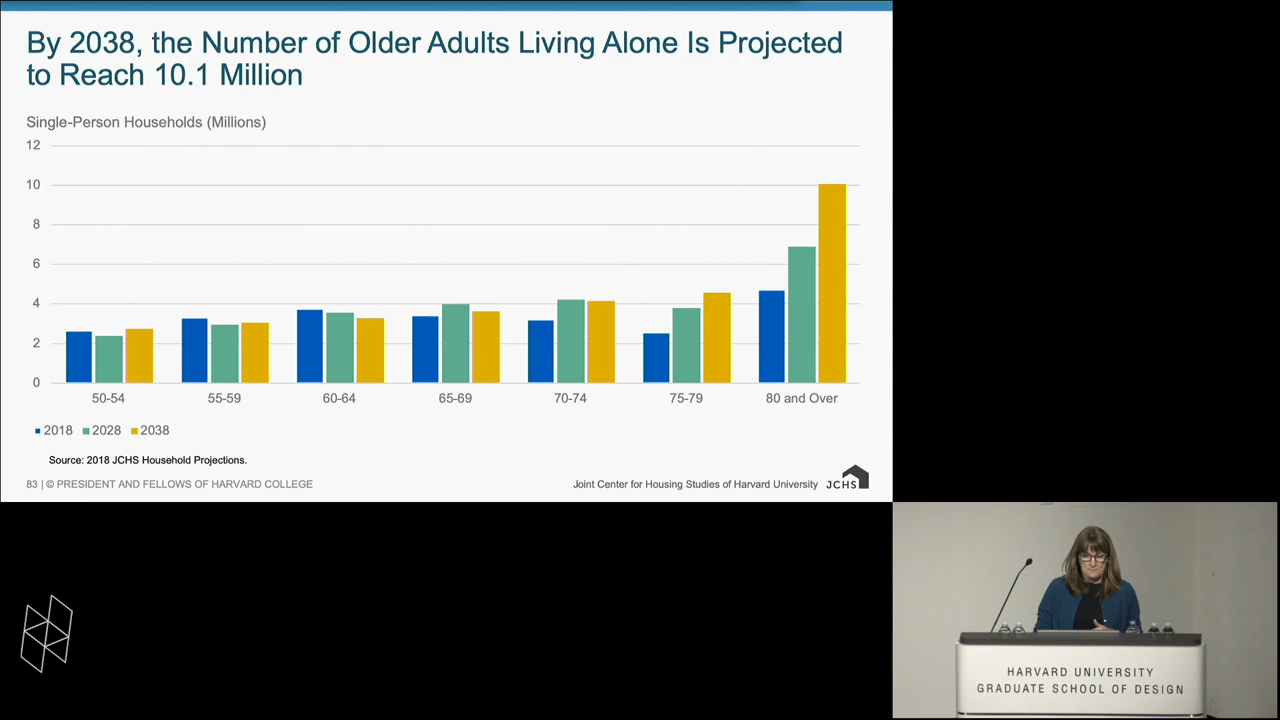 By 2038, the Number of Older Adults Living Alone Is Projected
to Reach 10.1 Million
Single-Person Households (Millions)
12
10
8
6
4
2
0
50-54 55-59 60-64 65-69 70-74 75-79 80 and Over
2018 2028 2038
Source: 2018 JCHS Household Projections.
83 | © PRESIDENT AND FELLOWS OF HARVARD COLLEGE
Joint Center for Housing Studies of Harvard University JCHS
HARVARD UNIVERSITY
GRADUATE SCHOOL OF DESIGN